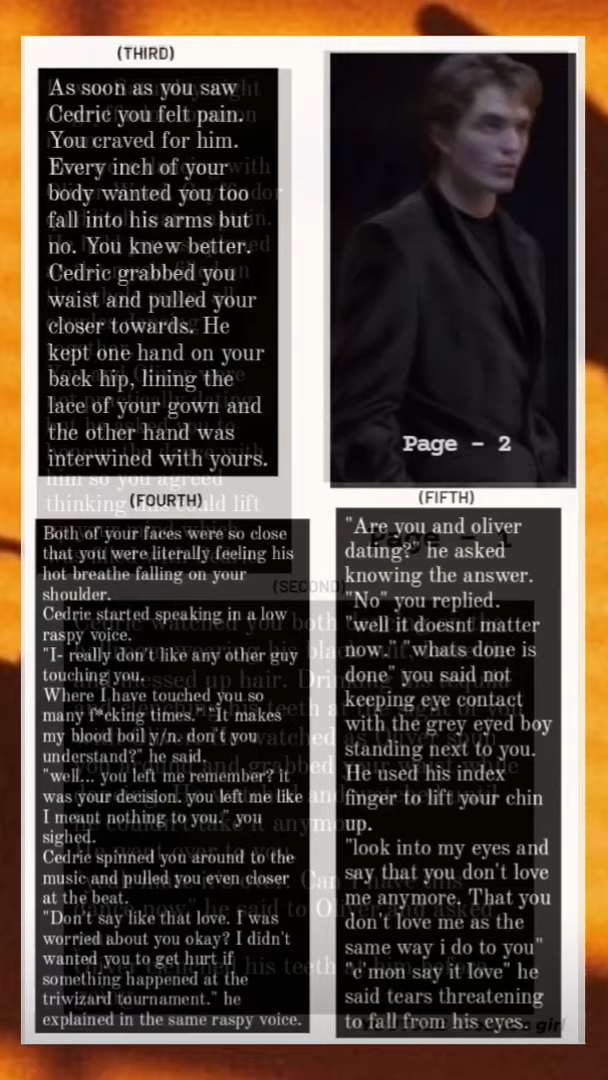 (THIRD)
As soon as you saw
Cedric you felt pain.
You craved for him.
Every inch of your
body wanted you too
fall into his arms but
no. You knew better.
Cedric grabbed you
waist and pulled your
closer towards. He
kept one hand on your
back hip, lining the
lace of your gown and
the other hand was
interwined with yours.
him so you agreed
thinking this could lift
Page - 2
(FOURTH)
Both of your faces were so close
that you were literally feeling his
hot breathe falling on your
shoulder.
Cedric started speaking in a low
raspy voice.
"I- really don't like any other guy
touching you.
Where I have touched you so
many f*cking times." "It makes
my blood boil y/n. don't you
understand?" he said.
"well... you left me remember? it
was your decision. you left me like
I meant nothing to you." you
sighed.
Cedric spinned you around to the
music and pulled you even closer
at the beat.
"Don't say like that love. I was
worried about you okay? I didn't
wanted you to get hurt if
something happened at the
triwizard tournament." he
explained in the same raspy voice.
(FIFTH)
"Are you and oliver
dating?" he asked
knowing the answer.
"No" you replied.
"well it doesnt matter
now." "whats done is
done" you said not
keeping eye contact
with the grey eyed boy
standing next to you.
He used his index
finger to lift your chin
up.
"look into my eyes and
say that you don't love
me anymore. That you
don't love me as the
same way i do to you"
"c'mon say it love" he
said tears threatening
to fall from his eyes.
(SECOND)
Page - 1
girl